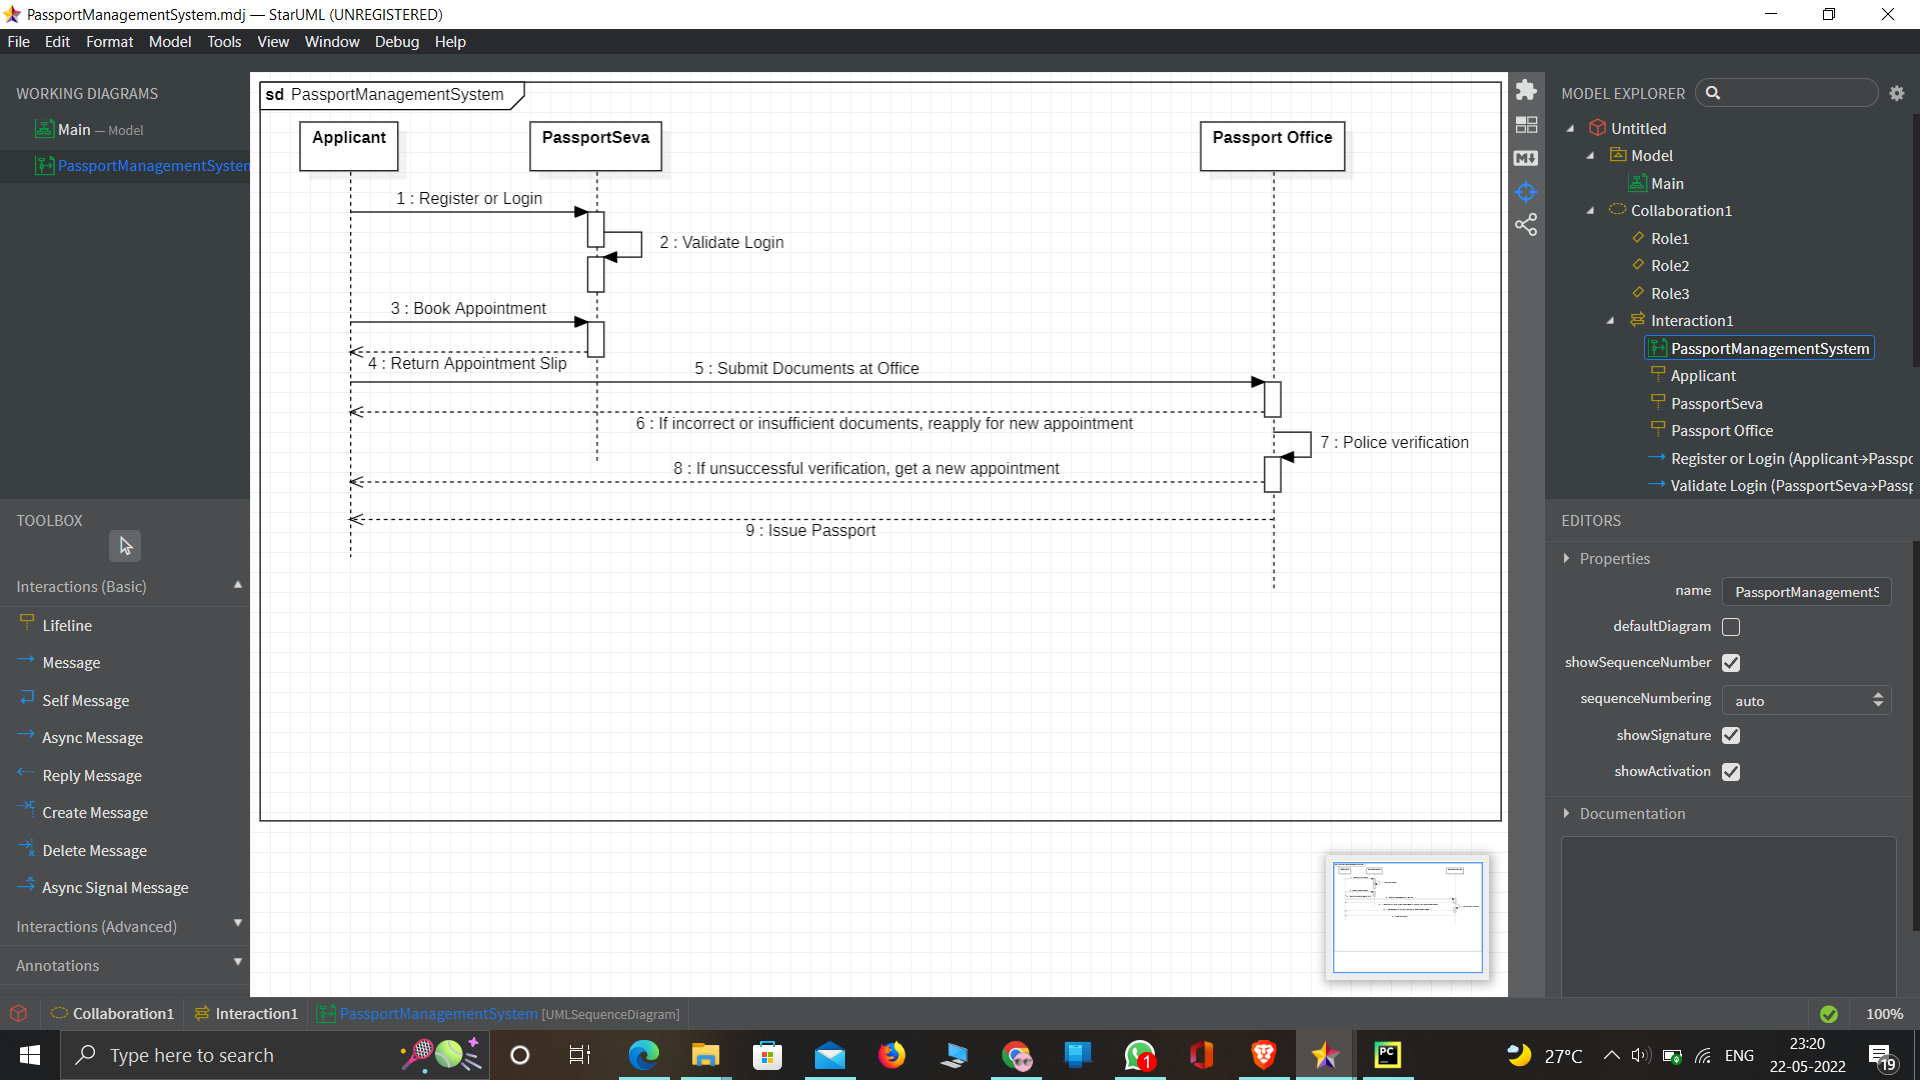 PassportManagementSystem.mdj — StarUML (UNREGISTERED)
File Edit Format Model Tools View Window Debug Help
WORKING DIAGRAMS
Main — Model
PassportManagementSystem
sd PassportManagementSystem
Applicant
PassportSeva
Passport Office
1 : Register or Login
2 : Validate Login
3 : Book Appointment
4 : Return Appointment Slip
5 : Submit Documents at Office
6 : If incorrect or insufficient documents, reapply for new appointment
7 : Police verification
8 : If unsuccessful verification, get a new appointment
9 : Issue Passport
TOOLBOX
Interactions (Basic)
Lifeline
Message
Self Message
Async Message
Reply Message
Create Message
Delete Message
Async Signal Message
Interactions (Advanced)
Annotations
MODEL EXPLORER
Untitled
Model
Main
Collaboration1
Role1
Role2
Role3
Interaction1
PassportManagementSystem
Applicant
PassportSeva
Passport Office
Register or Login (Applicant→Passpo
Validate Login (PassportSeva→Passp
EDITORS
Properties
name PassportManagementS
defaultDiagram
showSequenceNumber
sequenceNumbering auto
showSignature
showActivation
Documentation
Collaboration1 Interaction1 PassportManagementSystem [UMLSequenceDiagram]
100%
Type here to search
PC
1
27°C
ENG
23:20
22-05-2022
19